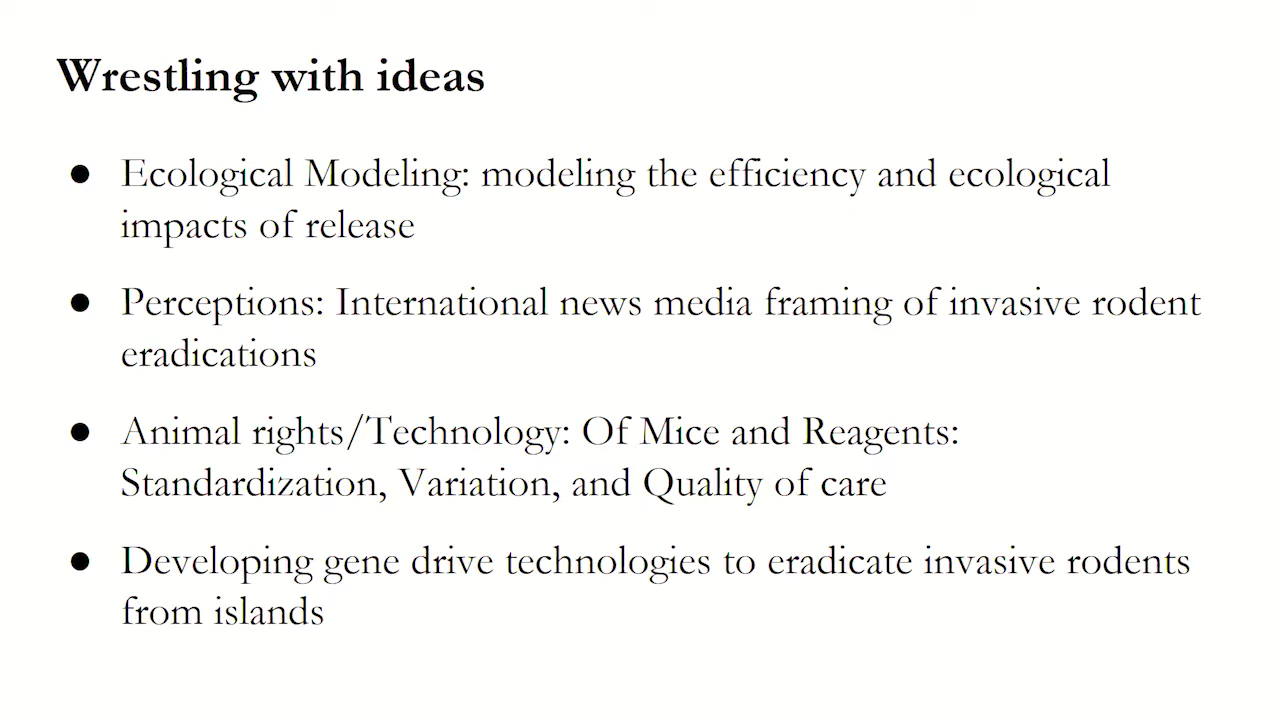 Wrestling with ideas
● Ecological Modeling: modeling the efficiency and ecological
impacts of release
● Perceptions: International news media framing of invasive rodent
eradications
● Animal rights/Technology: Of Mice and Reagents:
Standardization, Variation, and Quality of care
● Developing gene drive technologies to eradicate invasive rodents
from islands